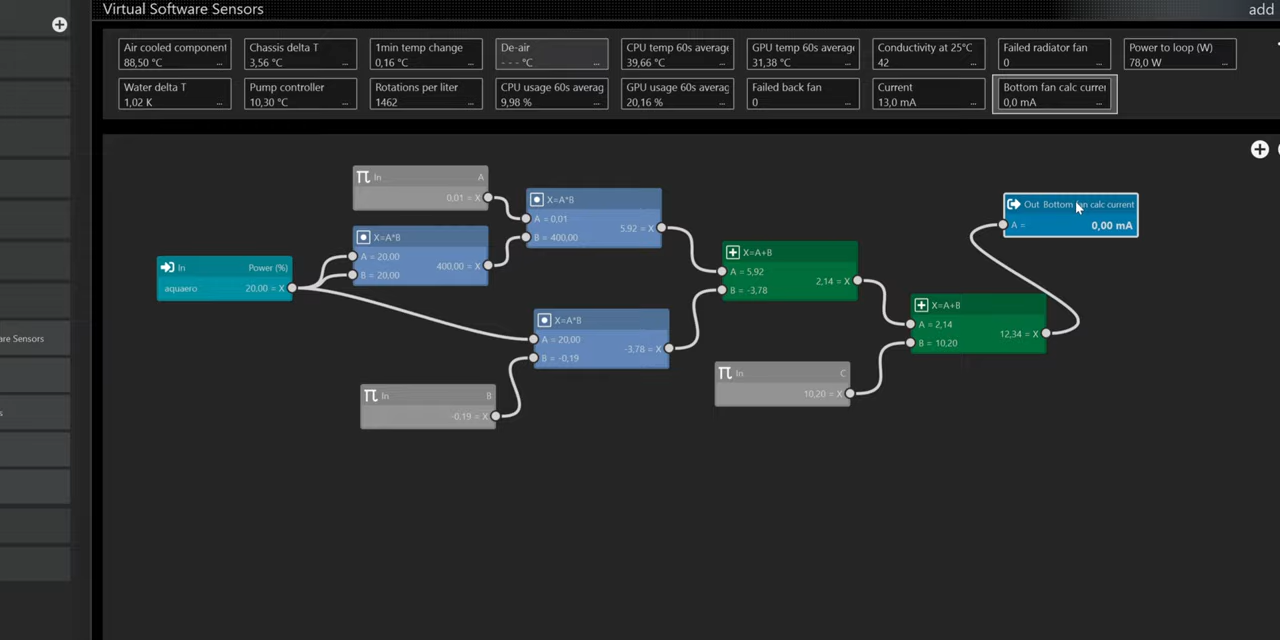 Virtual Software Sensors
add
Air cooled component
88,50 °C ...
Chassis delta T
3,56 °C ...
1min temp change
0,16 °C ...
De-air
- - - °C ...
CPU temp 60s average
39,66 °C ...
GPU temp 60s average
31,38 °C ...
Conductivity at 25°C
42 ...
Failed radiator fan
0 ...
Power to loop (W)
78,0 W ...
Water delta T
1,02 K ...
Pump controller
10,30 °C ...
Rotations per liter
1462 ...
CPU usage 60s averag
9,98 % ...
GPU usage 60s averag
20,16 % ...
Failed back fan
0 ...
Current
13,0 mA ...
Bottom fan calc currer
0,0 mA ...
π In A
0,01 = X
X=A*B
A = 0,01
B = 400,00
5.92 = X
X=A*B
A = 20,00
B = 20,00
400,00 = X
In Power (%)
aquaero 20,00 = X
X=A+B
A = 5,92
B = -3,78
2,14 = X
Out Bottom fan calc current
A = 0,00 mA
X=A*B
A = 20,00
B = -0,19
-3,78 = X
X=A+B
A = 2,14
B = 10,20
12,34 = X
π In C
10,20 = X
π In B
-0,19 = X
re Sensors
s